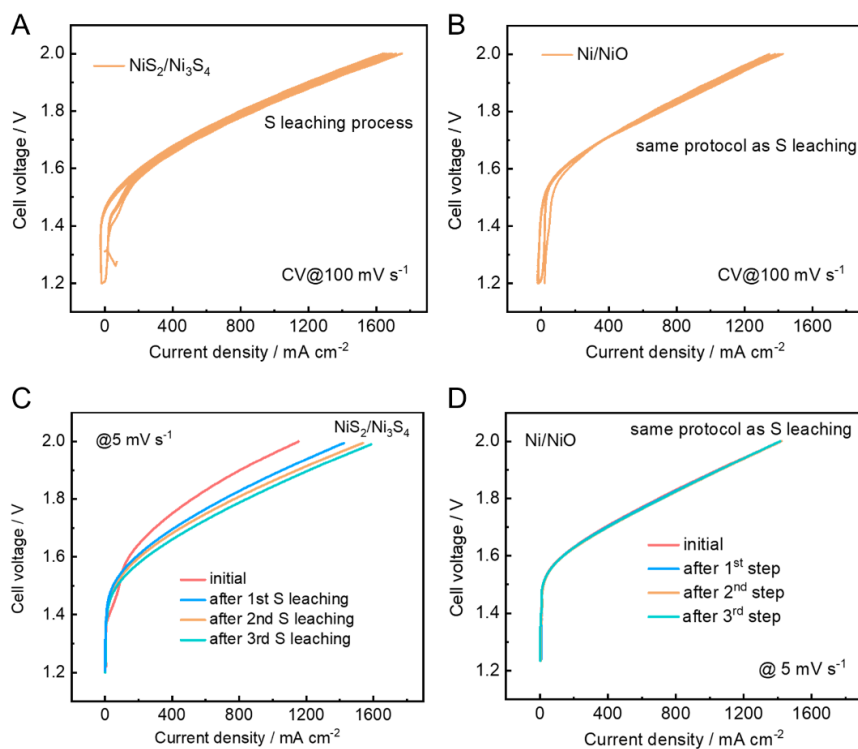 A
NiS₂/Ni₃S₄
S leaching process
CV@100 mV s⁻¹
Cell voltage / V
2.0
1.8
1.6
1.4
1.2
0
400
800
1200
1600
Current density / mA cm⁻²
B
Ni/NiO
same protocol as S leaching
CV@100 mV s⁻¹
Cell voltage / V
2.0
1.8
1.6
1.4
1.2
0
400
800
1200
1600
Current density / mA cm⁻²
C
@5 mV s⁻¹
NiS₂/Ni₃S₄
initial
after 1st S leaching
after 2nd S leaching
after 3rd S leaching
Cell voltage / V
2.0
1.8
1.6
1.4
1.2
0
400
800
1200
1600
Current density / mA cm⁻²
D
same protocol as S leaching
Ni/NiO
initial
after 1ˢᵗ step
after 2ⁿᵈ step
after 3ʳᵈ step
@ 5 mV s⁻¹
Cell voltage / V
2.0
1.8
1.6
1.4
1.2
0
400
800
1200
1600
Current density / mA cm⁻²